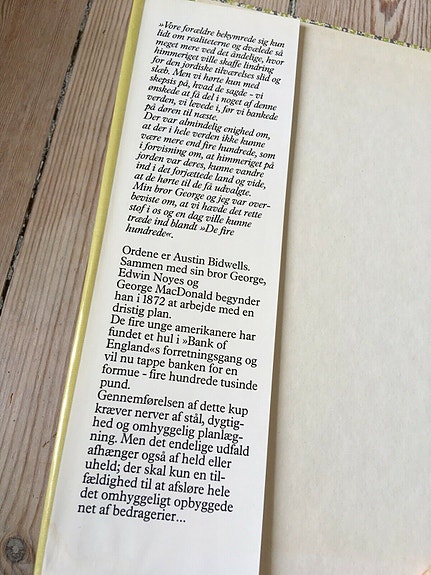 »Vore forældre bekymrede sig kun
lidt om realiteterne og dvælede så
meget mere ved det åndelige, hvor
himmeriget ville skaffe lindring
for den jordiske tilværelses slid og
slæb. Men vi hørte kun med
skepsis på, hvad de sagde - vi
ønskede at få del i noget af denne
verden, vi levede i, før vi bankede
på døren til næste.
Der var almindelig enighed om,
at der i hele verden ikke kunne
være mere end fire hundrede, som
i forvisning om, at himmeriget på
jorden var deres, kunne vandre
ind i det forjættede land og vide,
at de hørte til de få udvalgte.
Min bror George og jeg var over-
beviste om, at vi havde det rette
stof i os og en dag ville kunne
træde ind blandt »De fire
hundrede«.
Ordene er Austin Bidwells.
Sammen med sin bror George,
Edwin Noyes og
George MacDonald begynder
han i 1872 at arbejde med en
dristig plan.
De fire unge amerikanere har
fundet et hul i »Bank of
England«s forretningsgang og
vil nu tappe banken for en
formue - fire hundrede tusinde
pund.
Gennemførelsen af dette kup
kræver nerver af stål, dygtig-
hed og omhyggelig planlæg-
ning. Men det endelige udfald
afhænger også af held eller
uheld; der skal kun en til-
fældighed til at afsløre hele
det omhyggeligt opbyggede
net af bedragerier...